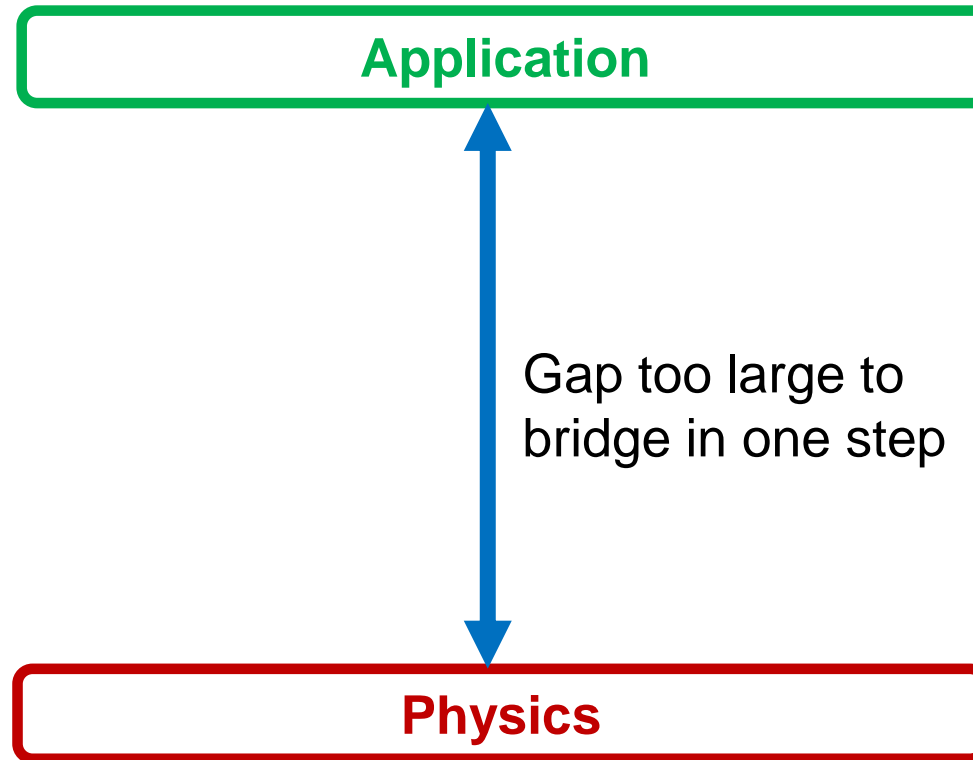 Application
Gap too large to
bridge in one step
Physics